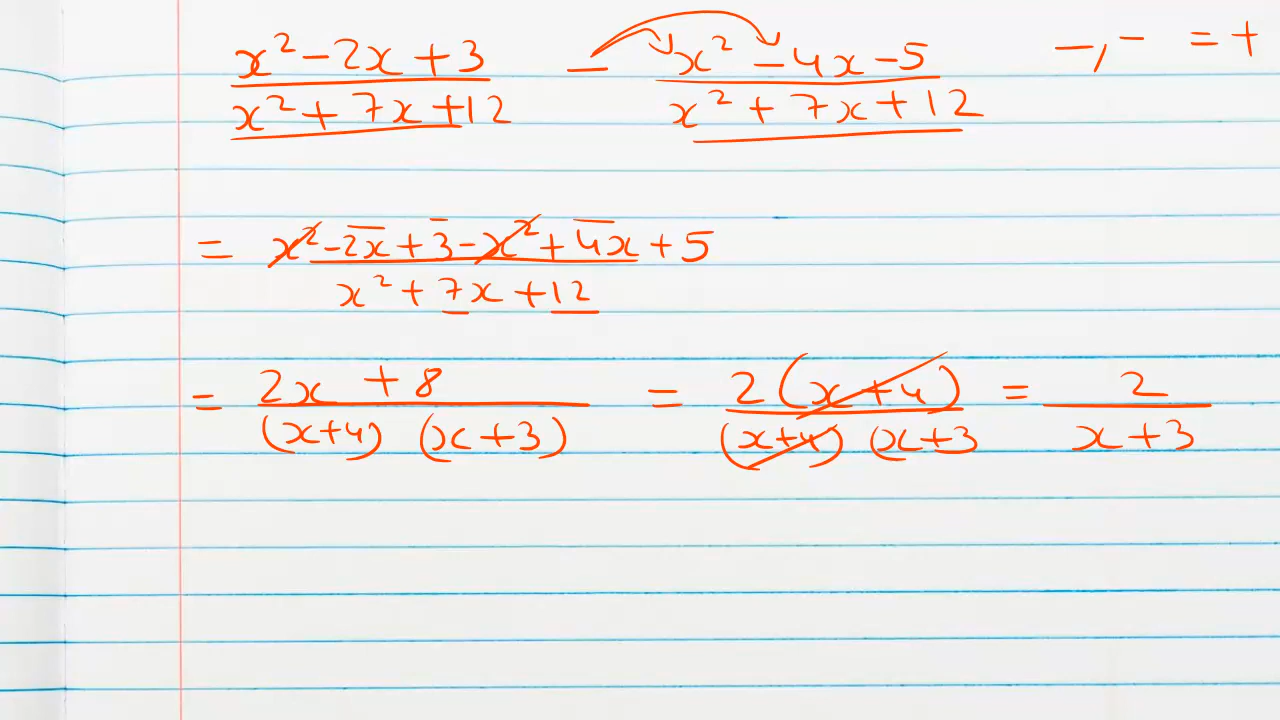 x² - 2x + 3 - x² - 4x - 5 -, - = +
x² + 7x + 12 x² + 7x + 12
= x² - 2x + 3 - x² + 4x + 5
x² + 7x + 12
= 2x + 8 = 2(x+4) = 2
(x+4) (x+3) (x+4) (x+3 x+3